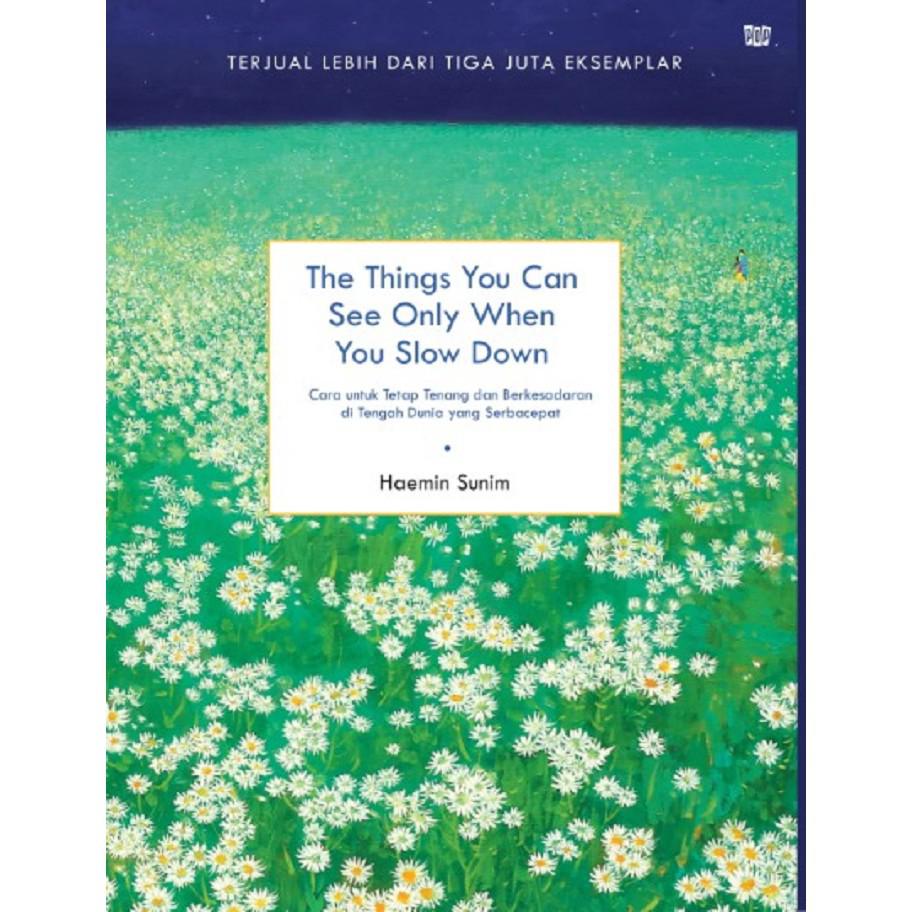 POP
TERJUAL LEBIH DARI TIGA JUTA EKSEMPLAR
The Things You Can
See Only When
You Slow Down
Cara untuk Tetap Tenang dan Berkesadaran
di Tengah Dunia yang Serbacepat
Haemin Sunim